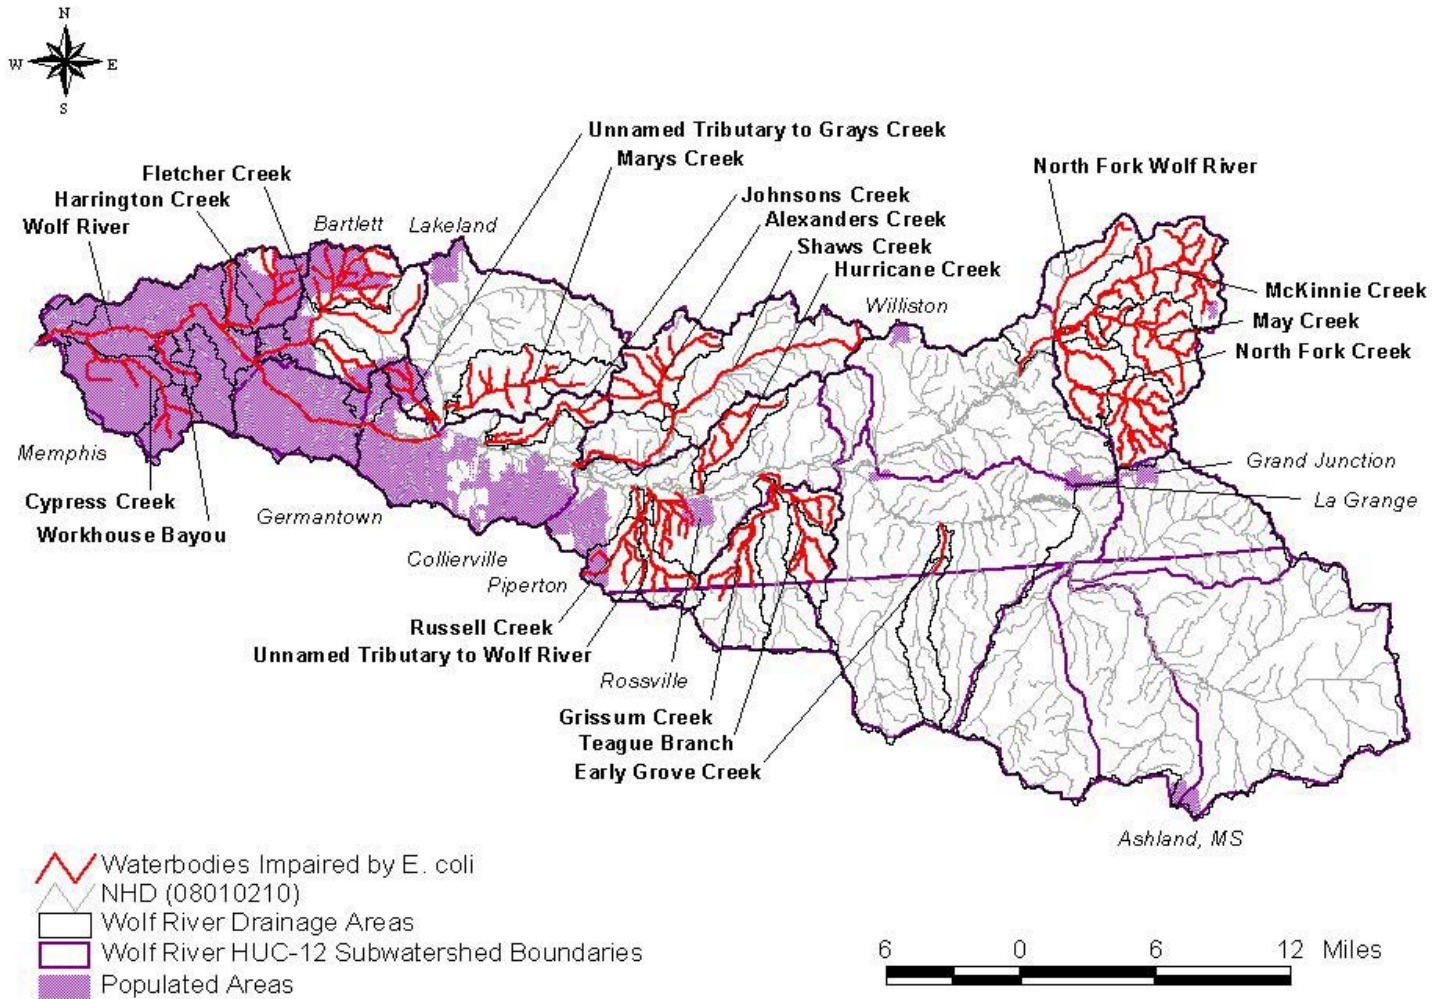 N
W E
S
Unnamed Tributary to Grays Creek
Marys Creek
North Fork Wolf River
Fletcher Creek
Harrington Creek
Wolf River
Johnsons Creek
Alexanders Creek
Shaws Creek
Hurricane Creek
Bartlett
Lakeland
Williston
McKinnie Creek
May Creek
North Fork Creek
Memphis
Grand Junction
La Grange
Cypress Creek
Workhouse Bayou
Germantown
Collierville
Piperton
Russell Creek
Unnamed Tributary to Wolf River
Rossville
Grissum Creek
Teague Branch
Early Grove Creek
Ashland, MS
Waterbodies Impaired by E. coli
NHD (08010210)
Wolf River Drainage Areas
Wolf River HUC-12 Subwatershed Boundaries
Populated Areas
6 0 6 12 Miles